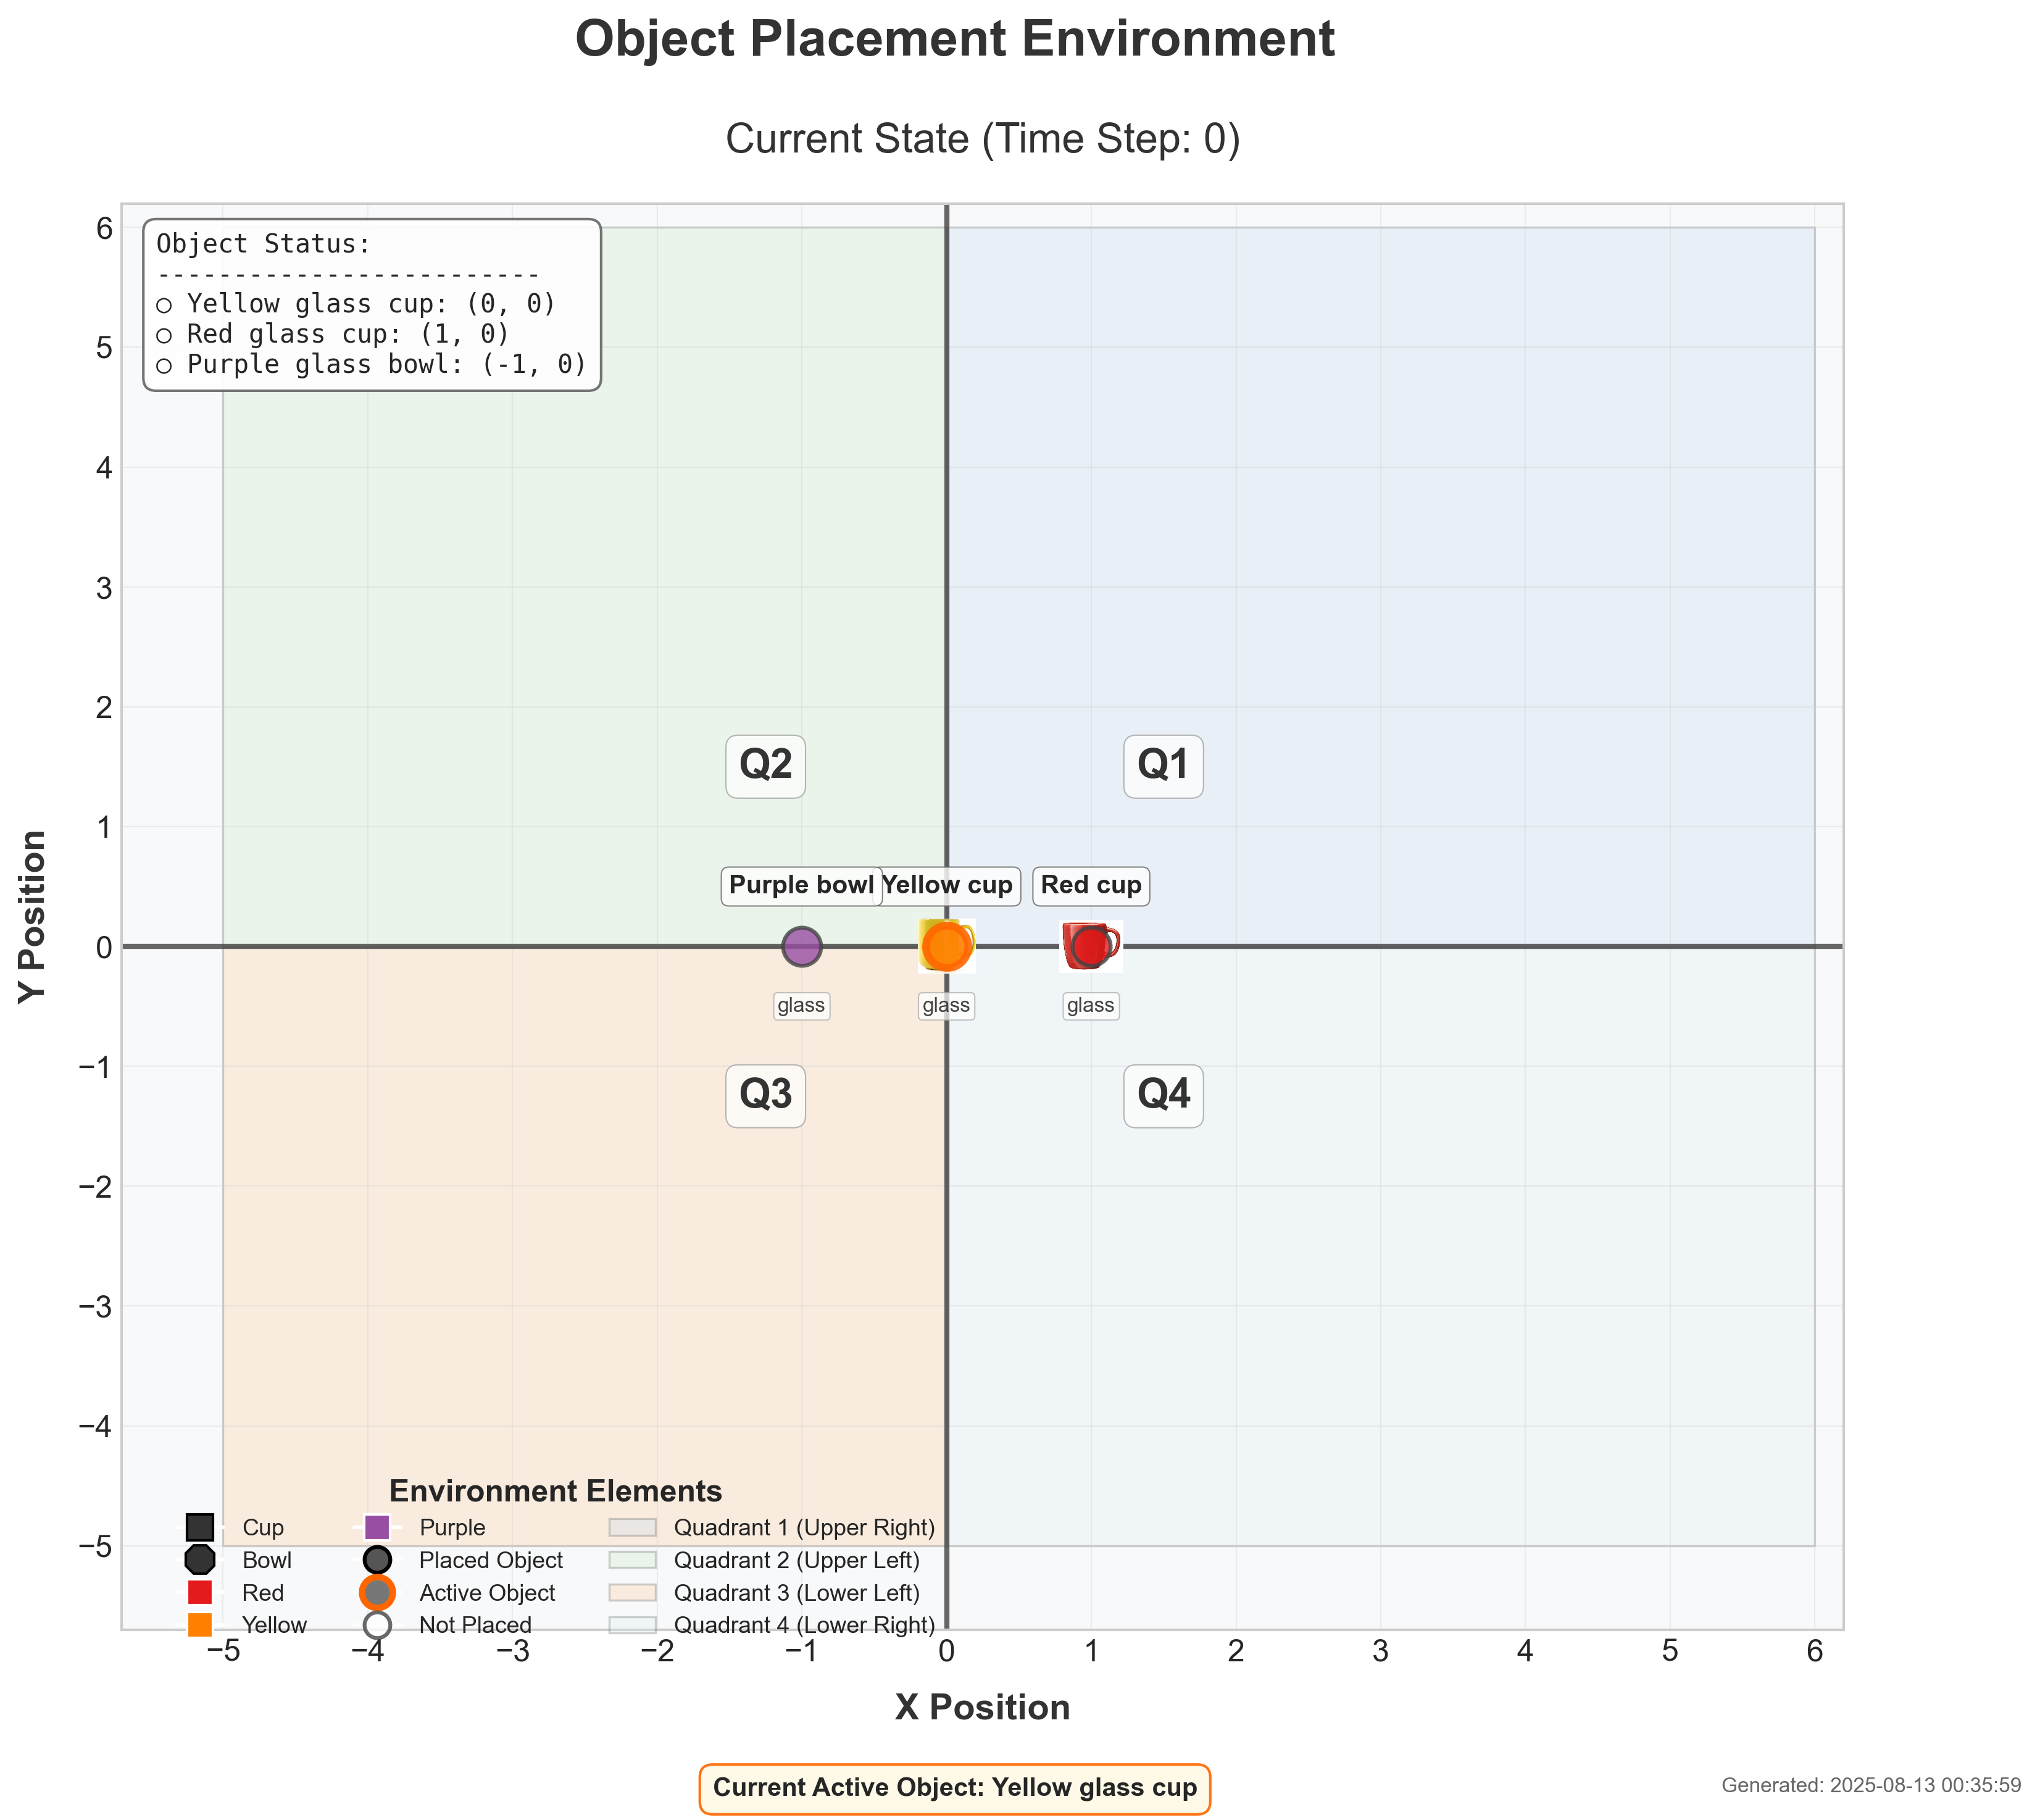 Object Placement Environment
Current State (Time Step: 0)
Object Status:
-------------------------
○ Yellow glass cup: (0, 0)
○ Red glass cup: (1, 0)
○ Purple glass bowl: (-1, 0)
6
5
4
3
2
1
0
−1
−2
−3
−4
−5
Y Position
Q2
Q1
Purple bowl
Yellow cup
Red cup
glass
glass
glass
Q3
Q4
Environment Elements
Cup
Bowl
Red
Yellow
Purple
Placed Object
Active Object
Not Placed
Quadrant 1 (Upper Right)
Quadrant 2 (Upper Left)
Quadrant 3 (Lower Left)
Quadrant 4 (Lower Right)
−5 −4 −3 −2 −1 0 1 2 3 4 5 6
X Position
Current Active Object: Yellow glass cup
Generated: 2025-08-13 00:35:59